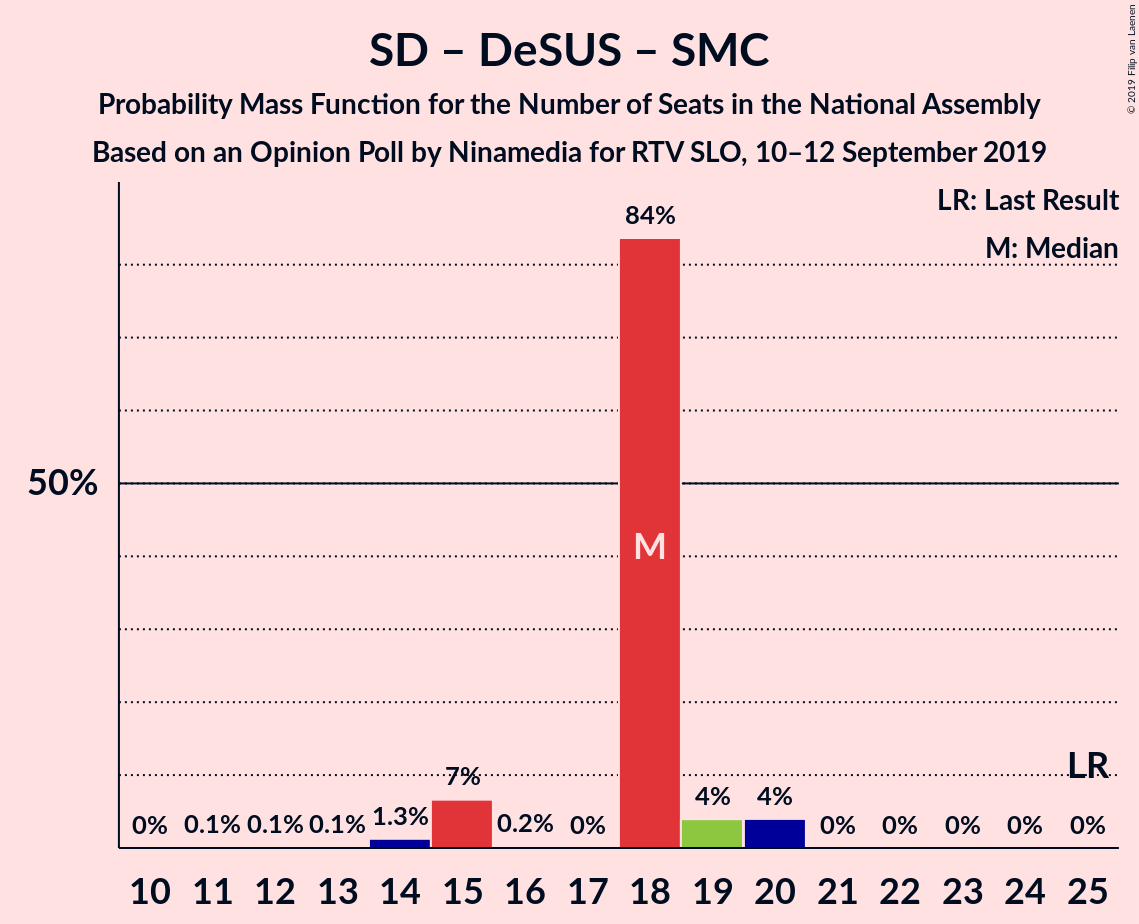 SD – DeSUS – SMC
Probability Mass Function for the Number of Seats in the National Assembly
Based on an Opinion Poll by Ninamedia for RTV SLO, 10–12 September 2019
© 2019 Filip van Laenen
LR: Last Result
M: Median
84%
50%
M
LR
0% 0.1% 0.1% 0.1% 1.3% 7% 0.2% 0% 4% 4% 0% 0% 0% 0% 0%
10 11 12 13 14 15 16 17 18 19 20 21 22 23 24 25